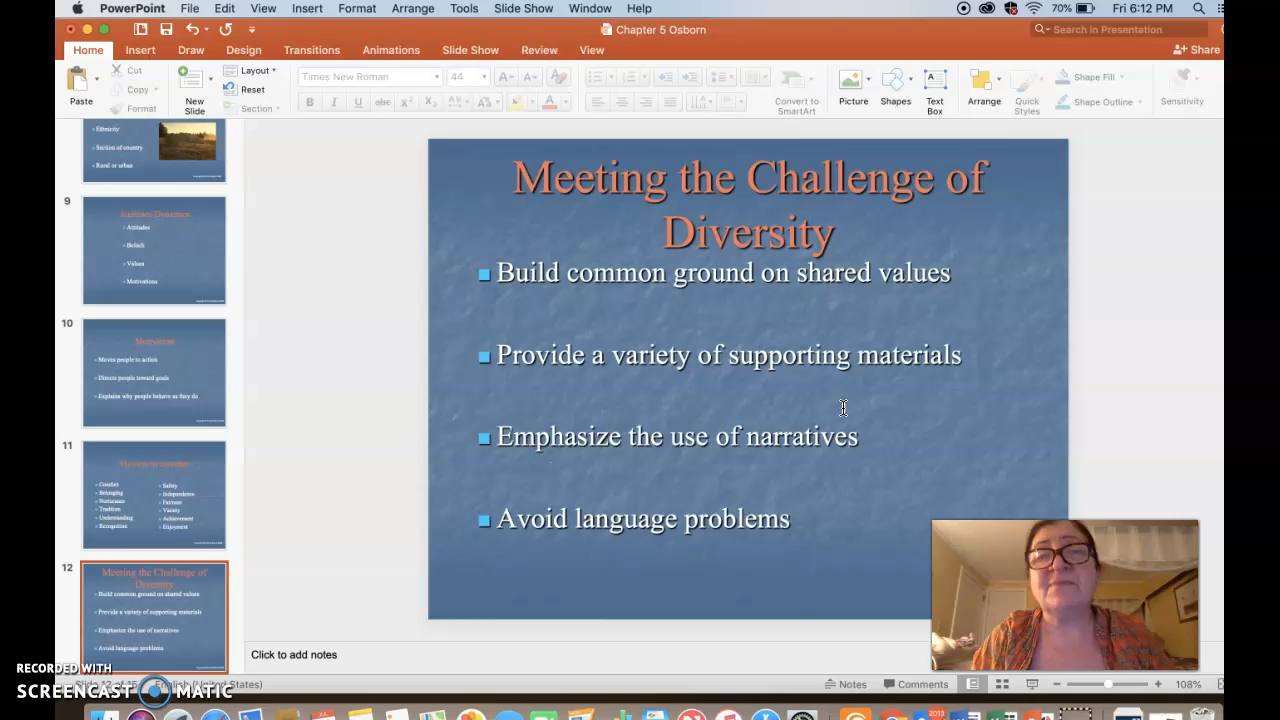 PowerPoint File Edit View Insert Format Arrange Tools Slide Show Window Help 70% Fri 6:12 PM
Chapter 5 Osborn Search in Presentation
Home Insert Draw Design Transitions Animations Slide Show Review View Share
Paste Cut Copy Format New Slide Layout Reset Section Times New Roman 44 Convert to SmartArt Picture Shapes Text Box Arrange Quick Styles Shape Fill Shape Outline Sensitivity
B I U abc X² X₂
Ethnicity
Section of country
Rural or urban
9
Audience Dynamics
Attitudes
Beliefs
Values
Motivations
10
Motivation
Moves people to action
Directs people toward goals
Explains why people behave as they do
11
Comfort
Belonging
Nurturance
Tradition
Understanding
Recognition
Safety
Independence
Fairness
Variety
Achievement
Enjoyment
12
Meeting the Challenge of
Diversity
Build common ground on shared values
Provide a variety of supporting materials
Emphasize the use of narratives
Avoid language problems
Meeting the Challenge of
Diversity
Build common ground on shared values
Provide a variety of supporting materials
Emphasize the use of narratives
Avoid language problems
Click to add notes
RECORDED WITH
SCREENCAST MATIC
Slide 12 of 15 English (United States) Notes Comments 108%
2013